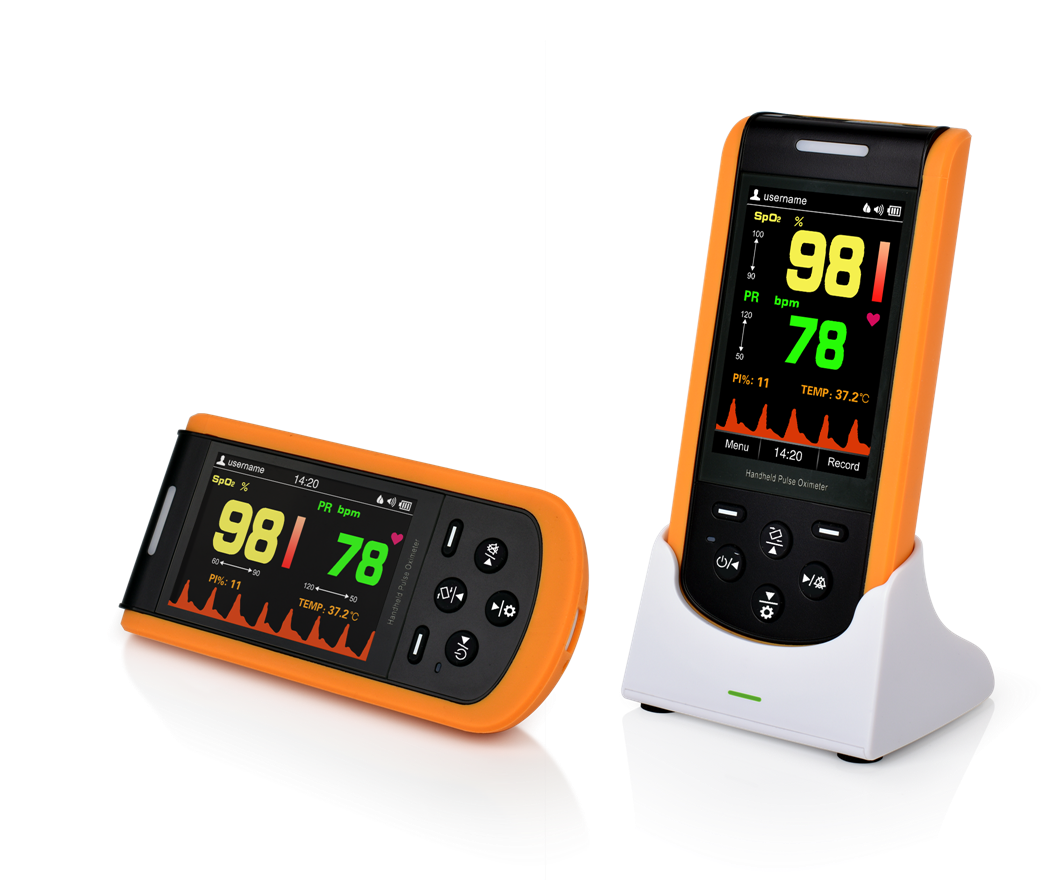 username
14:20
SpO₂ %
PR bpm
98
78
60 90
120 50
PI%: 11
TEMP: 37.2℃
Handheld Pulse Oximeter
username
SpO₂ %
100
98
90
PR bpm
120
78
50
PI%: 11
TEMP: 37.2℃
Menu 14:20 Record
Handheld Pulse Oximeter